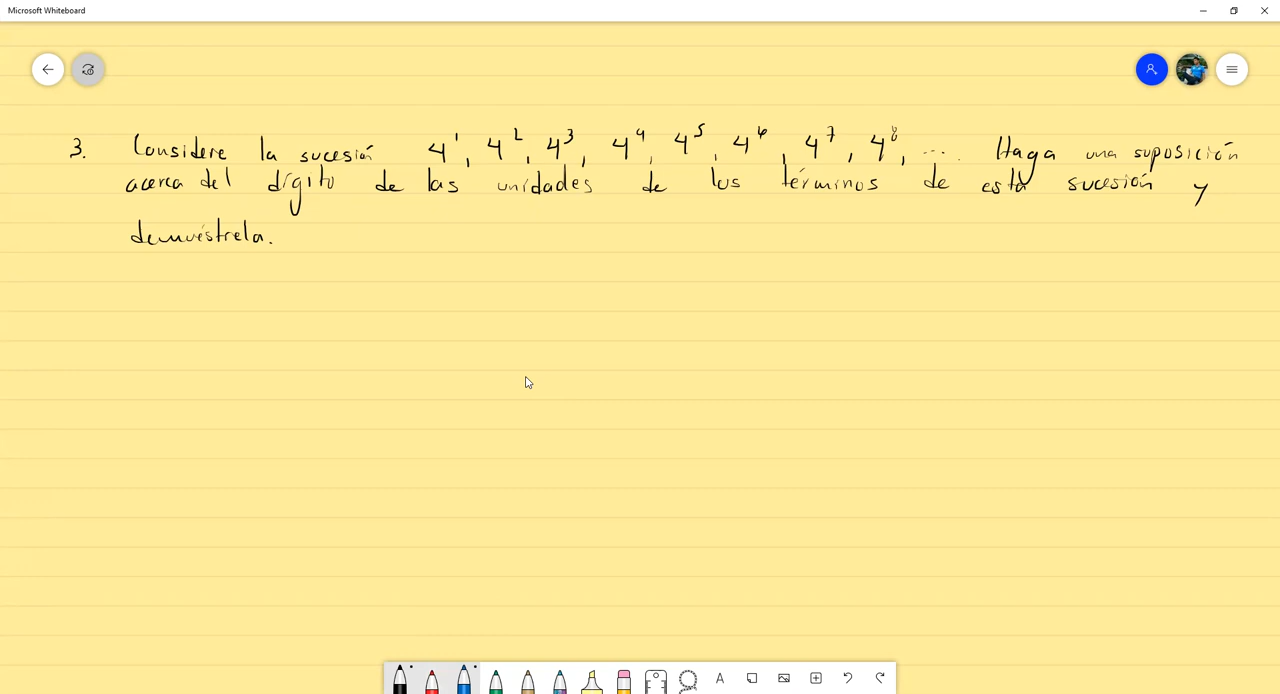 Microsoft Whiteboard
3. Considere la sucesión 4¹, 4², 4³, 4⁴, 4⁵, 4⁶, 4⁷, 4⁸, ... Haga una suposición
acerca del dígito de las unidades de los términos de esta sucesión y
demuéstrela.